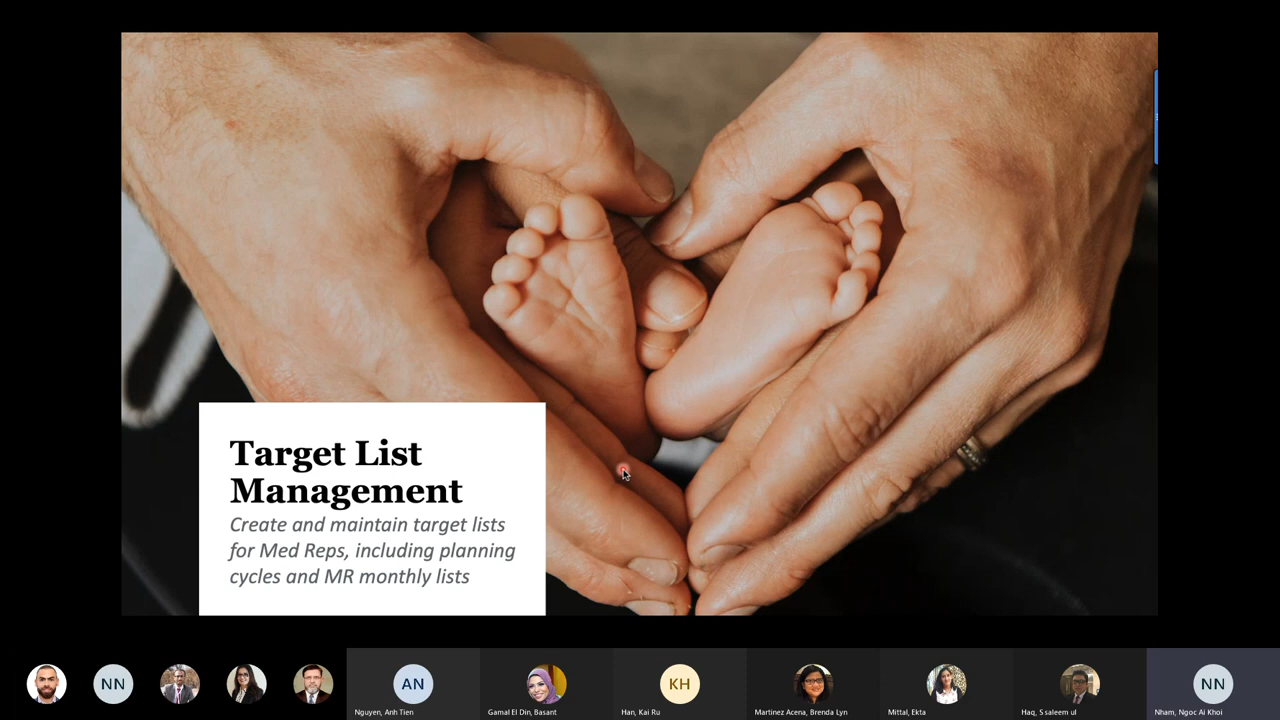 Target List
Management
Create and maintain target lists
for Med Reps, including planning
cycles and MR monthly lists
NN
AN
KH
NN
Nguyen, Anh Tien
Gamal El Din, Basant
Han, Kai Ru
Martinez Acena, Brenda Lyn
Mittal, Ekta
Haq, S saleem ul
Nham, Ngoc Ai Khoi